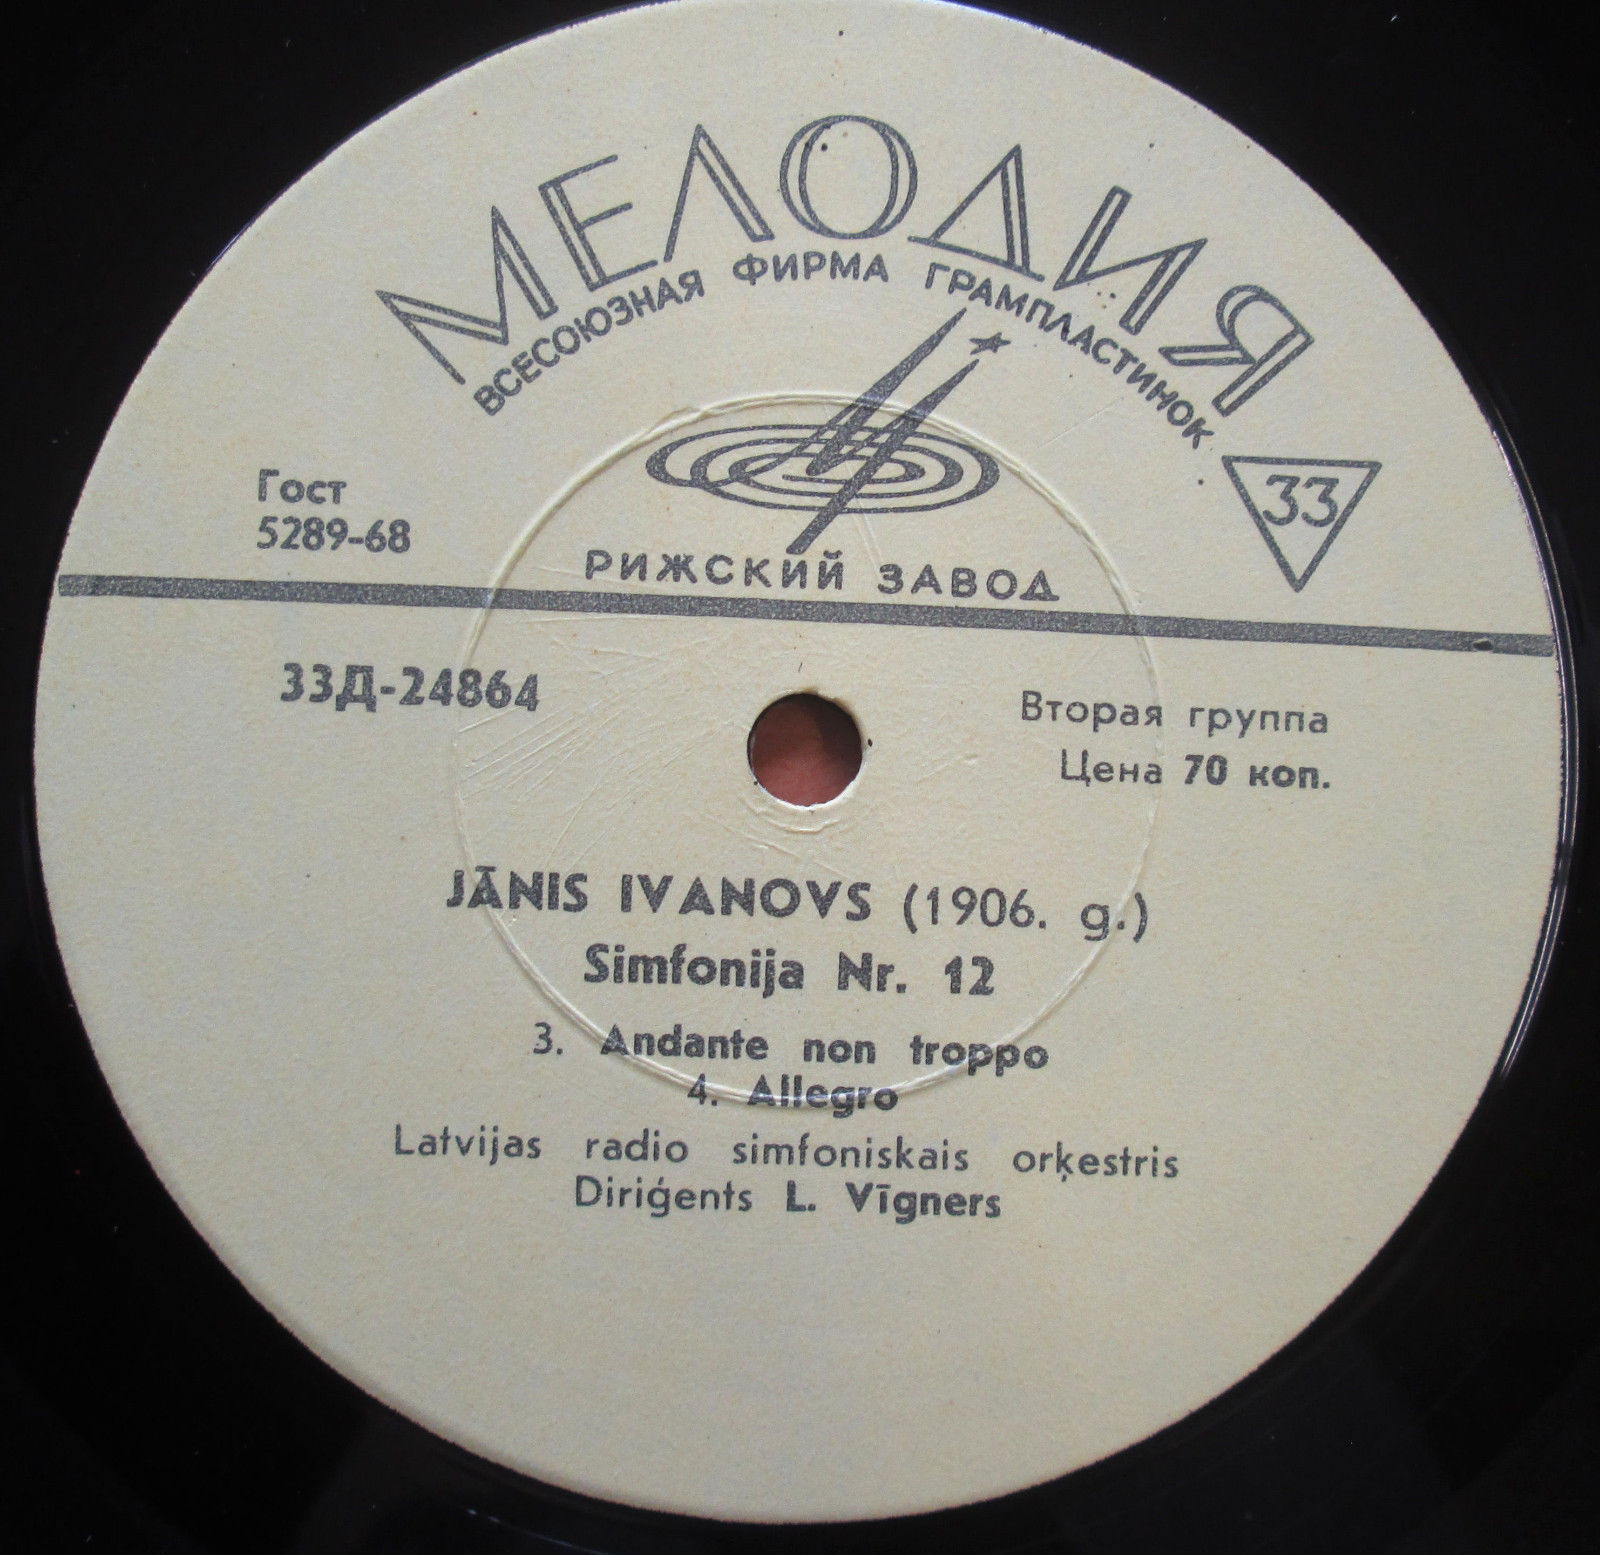 МЕЛОДИЯ
ВСЕСОЮЗНАЯ ФИРМА ГРАМПЛАСТИНОК
33
Гост
5289-68
РИЖСКИЙ ЗАВОД
33Д-24864
Вторая группа
Цена 70 коп.
JĀNIS IVANOVS (1906. g.)
Simfonija Nr. 12
3. Andante non troppo
4. Allegro
Latvijas radio simfoniskais orķestris
Diriģents L. Vīgners